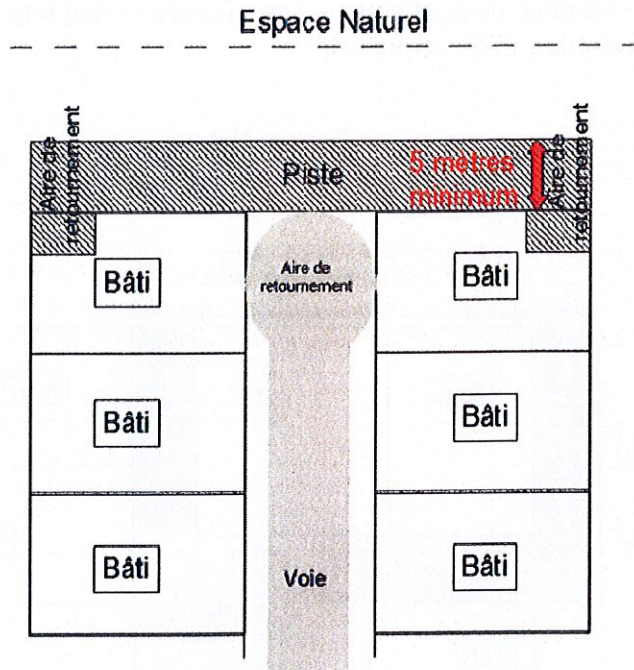 Espace Naturel
Aire de
retournement
Piste
5 mètres
minimum
Aire de
retournement
Bâti
Aire de
retournement
Bâti
Bâti
Bâti
Bâti
Voie
Bâti